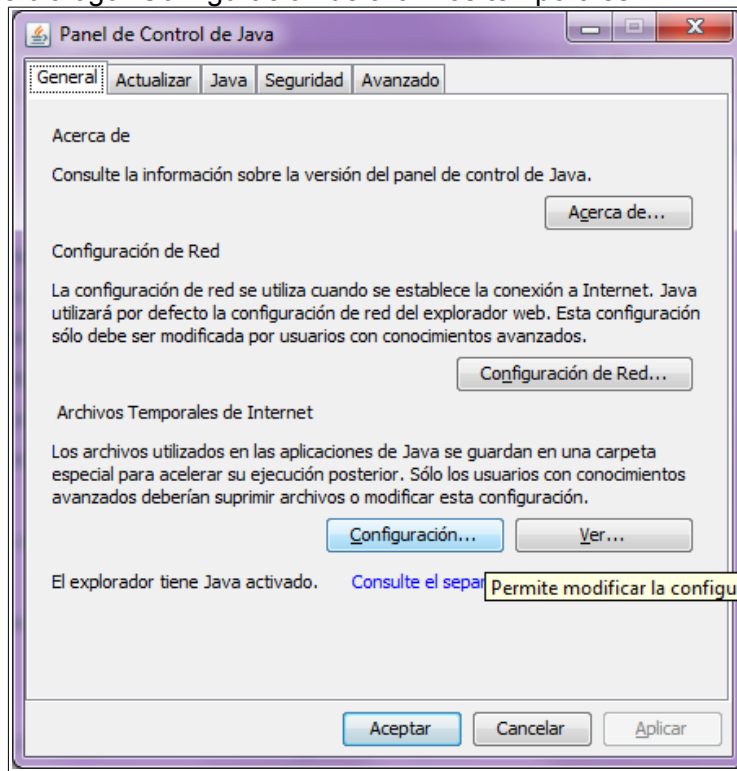 Panel de Control de Java
General Actualizar Java Seguridad Avanzado
Acerca de
Consulte la información sobre la versión del panel de control de Java.
Acerca de...
Configuración de Red
La configuración de red se utiliza cuando se establece la conexión a Internet. Java
utilizará por defecto la configuración de red del explorador web. Esta configuración
sólo debe ser modificada por usuarios con conocimientos avanzados.
Configuración de Red...
Archivos Temporales de Internet
Los archivos utilizados en las aplicaciones de Java se guardan en una carpeta
especial para acelerar su ejecución posterior. Sólo los usuarios con conocimientos
avanzados deberían suprimir archivos o modificar esta configuración.
Configuración... Ver...
El explorador tiene Java activado. Consulte el separ
Permite modificar la configu
Aceptar Cancelar Aplicar